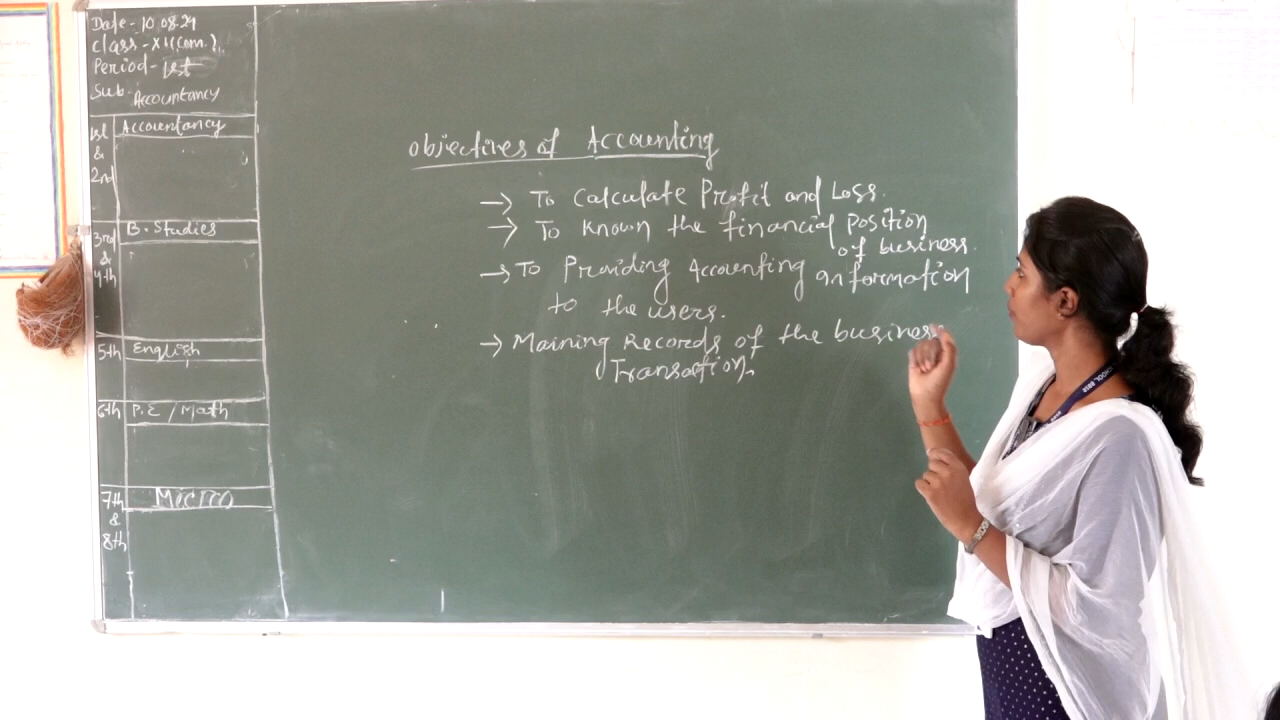 Date - 10.08.24
Class - XI (Com.)
Period - 1st
Sub. Accountancy
1st & 2nd Accountancy
3rd & 4th B. Studies
5th English
6th P.E / Math
7th & 8th Micro
Objectives of Accounting
→ To Calculate Profit and Loss.
→ To Known the financial Position
of business.
→ To Providing Accounting information
to the users.
→ Maining Records of the business
Transaction.